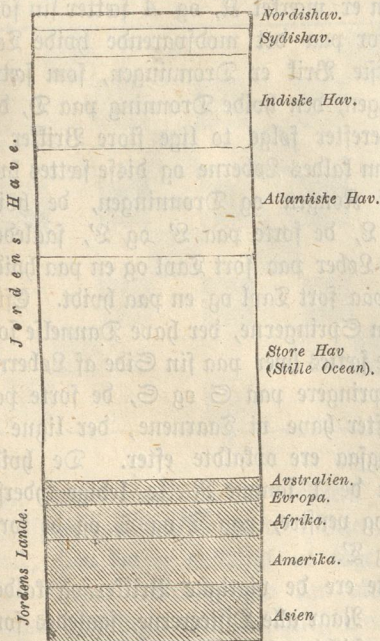 Nordishav.
Sydishav.
Indiske Hav.
Atlantiske Hav.
Jordens Have.
Store Hav
(Stille Ocean).
Avstralien.
Evropa.
Afrika.
Amerika.
Jordens Lande.
Asien